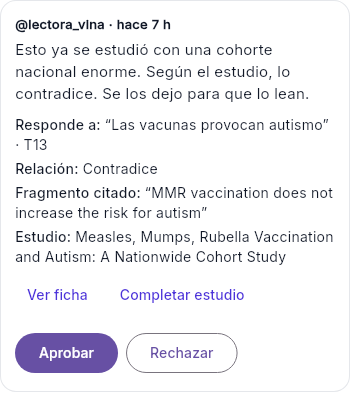 @lectora_vlna · hace 7 h
Esto ya se estudió con una cohorte
nacional enorme. Según el estudio, lo
contradice. Se los dejo para que lo lean.
Responde a: “Las vacunas provocan autismo”
· T13
Relación: Contradice
Fragmento citado: “MMR vaccination does not
increase the risk for autism”
Estudio: Measles, Mumps, Rubella Vaccination
and Autism: A Nationwide Cohort Study
Ver ficha Completar estudio
Aprobar Rechazar